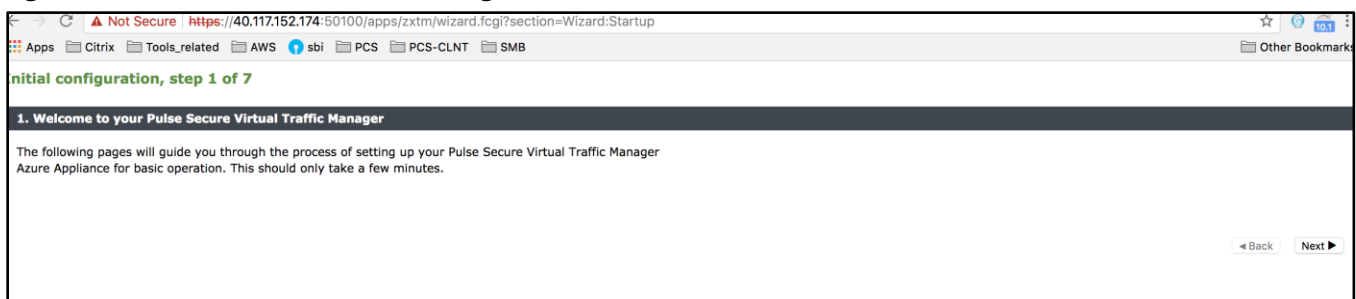 Not Secure https://40.117.152.174:50100/apps/zxtm/wizard.fcgi?section=Wizard:Startup
10.1
Apps Citrix Tools_related AWS sbi PCS PCS-CLNT SMB Other Bookmarks
nitial configuration, step 1 of 7
1. Welcome to your Pulse Secure Virtual Traffic Manager
The following pages will guide you through the process of setting up your Pulse Secure Virtual Traffic Manager
Azure Appliance for basic operation. This should only take a few minutes.
Back Next